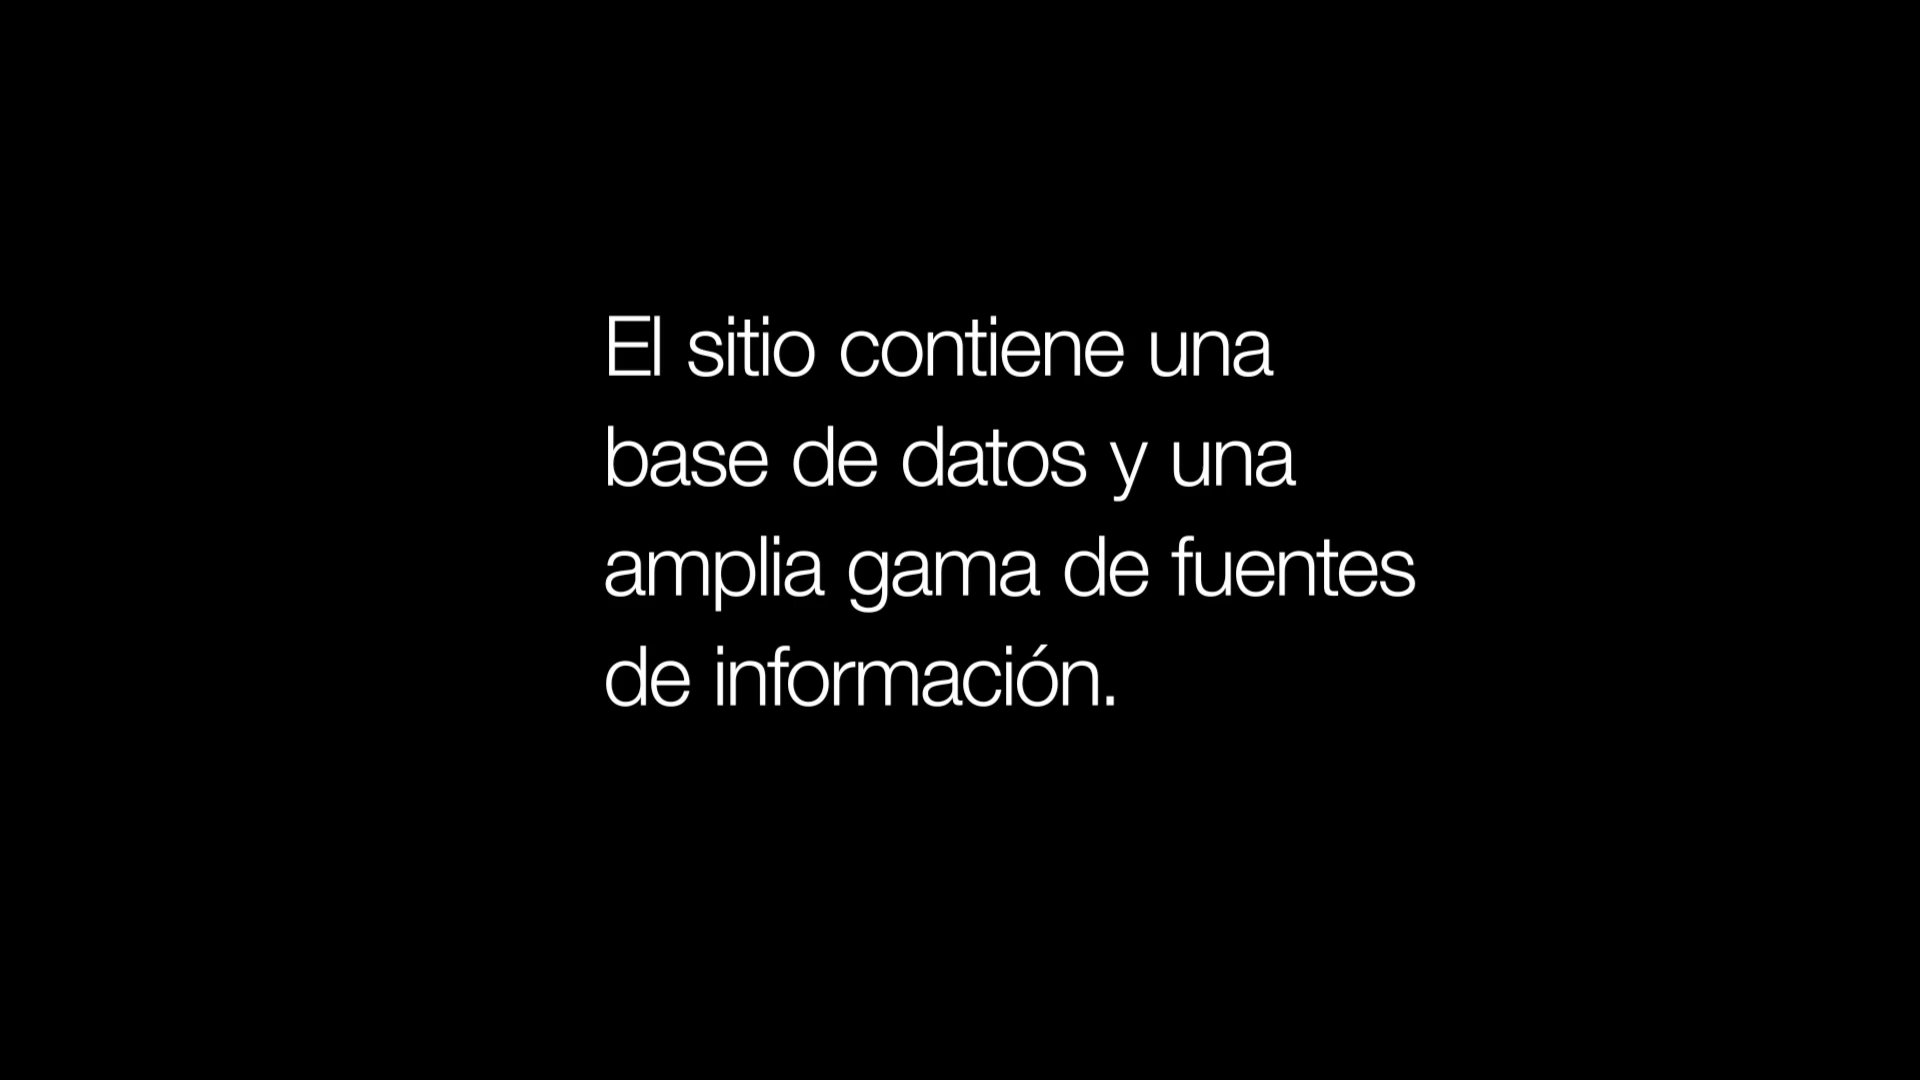 El sitio contiene una
base de datos y una
amplia gama de fuentes
de información.